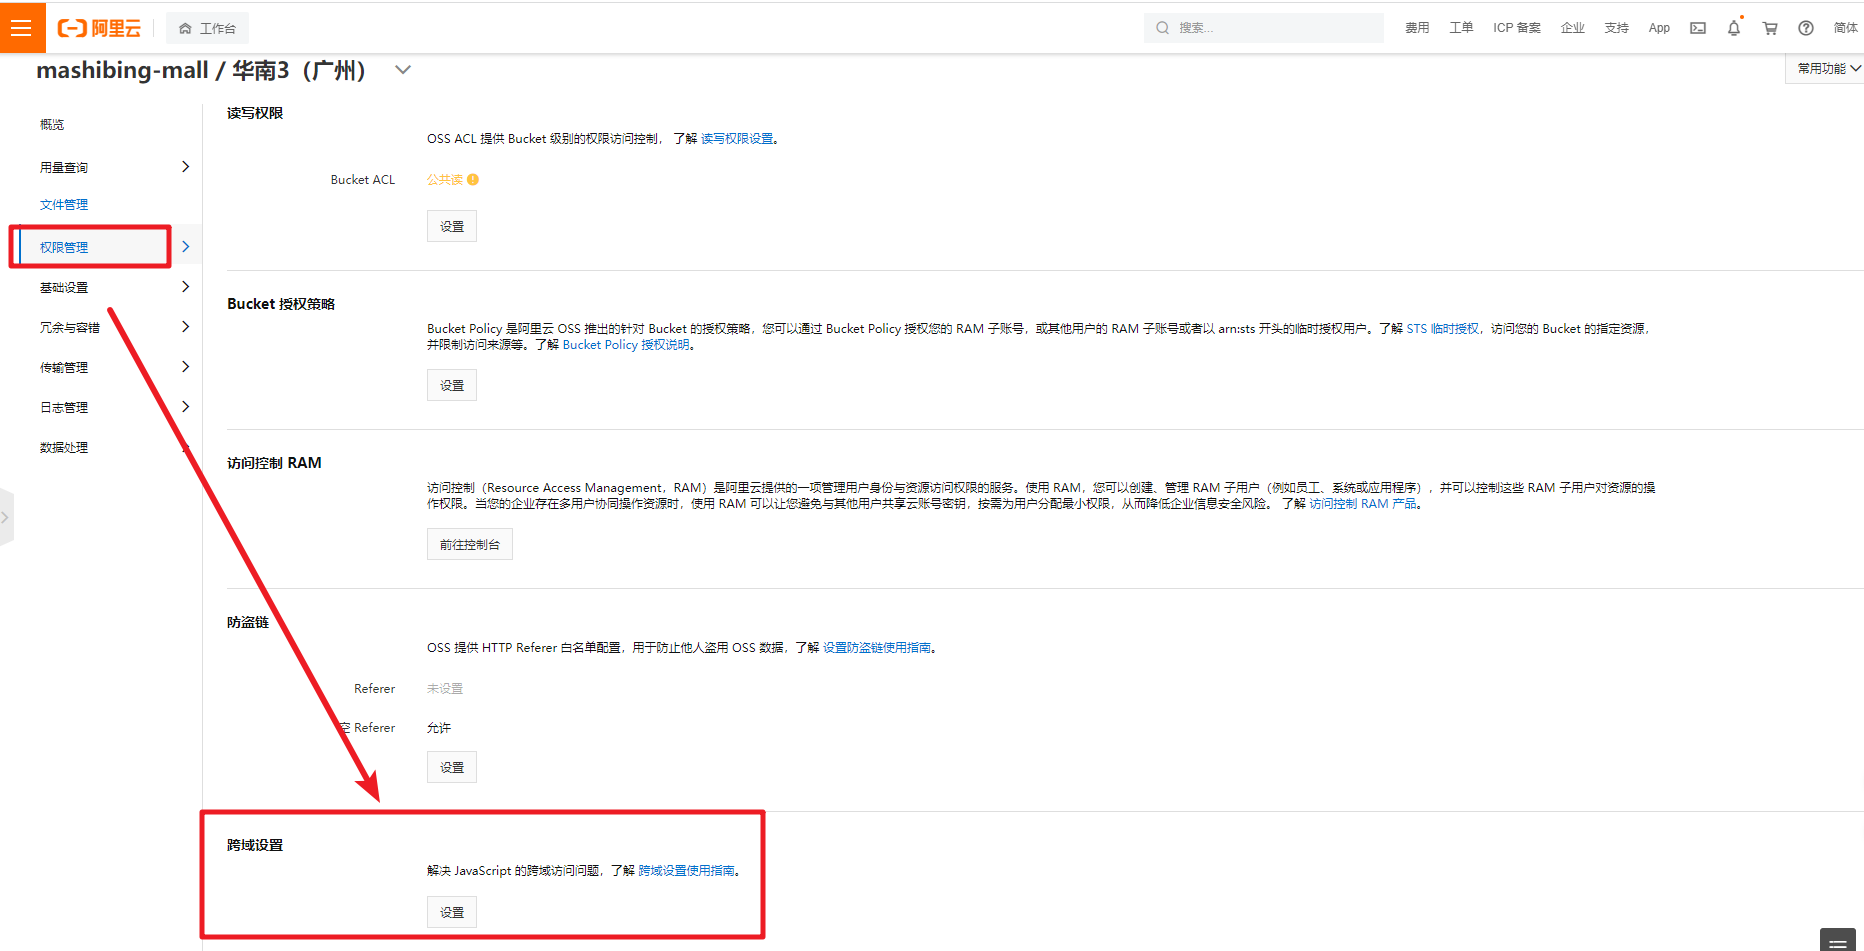 阿里云
工作台
搜索...
费用
工单
ICP 备案
企业
支持
App
简体
mashibing-mall / 华南3（广州）
常用功能
概览
用量查询
文件管理
权限管理
基础设置
冗余与容错
传输管理
日志管理
数据处理
读写权限
OSS ACL 提供 Bucket 级别的权限访问控制， 了解 读写权限设置。
Bucket ACL
公共读
设置
Bucket 授权策略
Bucket Policy 是阿里云 OSS 推出的针对 Bucket 的授权策略，您可以通过 Bucket Policy 授权您的 RAM 子账号，或其他用户的 RAM 子账号或者以 arn:sts 开头的临时授权用户。了解 STS 临时授权，访问您的 Bucket 的指定资源，
并限制访问来源等。了解 Bucket Policy 授权说明。
设置
访问控制 RAM
访问控制（Resource Access Management，RAM）是阿里云提供的一项管理用户身份与资源访问权限的服务。使用 RAM，您可以创建、管理 RAM 子用户（例如员工、系统或应用程序），并可以控制这些 RAM 子用户对资源的操
作权限。当您的企业存在多用户协同操作资源时，使用 RAM 可以让您避免与其他用户共享云账号密钥，按需为用户分配最小权限，从而降低企业信息安全风险。 了解 访问控制 RAM 产品。
前往控制台
防盗链
OSS 提供 HTTP Referer 白名单配置，用于防止他人盗用 OSS 数据，了解 设置防盗链使用指南。
Referer
未设置
空 Referer
允许
设置
跨域设置
解决 JavaScript 的跨域访问问题，了解 跨域设置使用指南。
设置